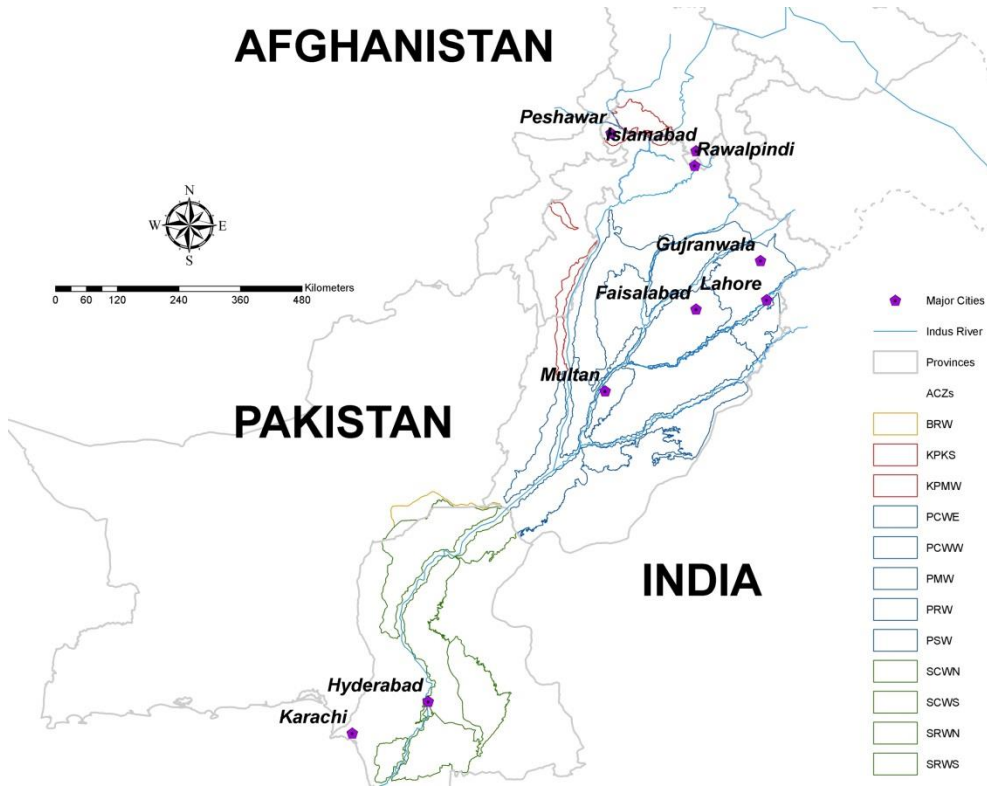 AFGHANISTAN
Peshawar
Islamabad
Rawalpindi
N
W E
S
Kilometers
0 30 60 120 240 360 480
Gujranwala
Lahore
Faisalabad
Multan
PAKISTAN
INDIA
Hyderabad
Karachi
Major Cities
Indus River
Provinces
ACZs
BRW
KPKS
KPMW
PCWE
PCWW
PMW
PRW
PSW
SCWN
SCWS
SRWN
SRWS